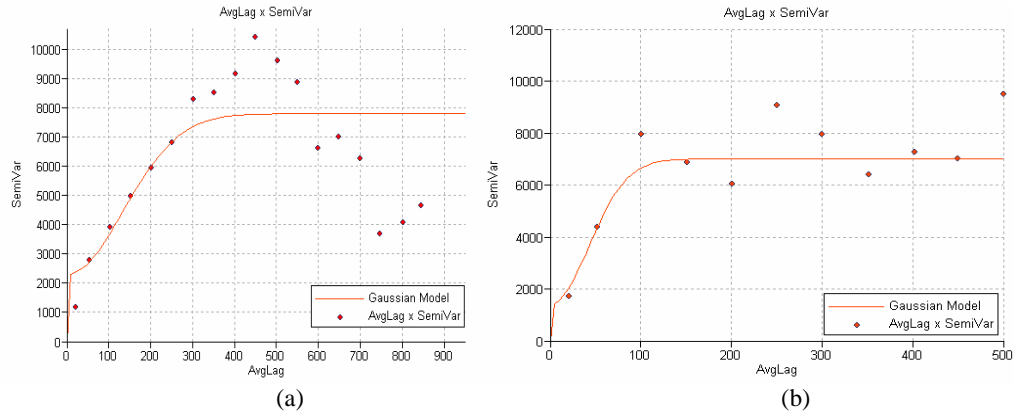 AvgLag x SemiVar
10000
9000
8000
7000
6000
5000
4000
3000
2000
1000
0
SemiVar
0 100 200 300 400 500 600 700 800 900
AvgLag
Gaussian Model
AvgLag x SemiVar
(a)
AvgLag x SemiVar
12000
10000
8000
6000
4000
2000
0
SemiVar
0 100 200 300 400 500
AvgLag
Gaussian Model
AvgLag x SemiVar
(b)